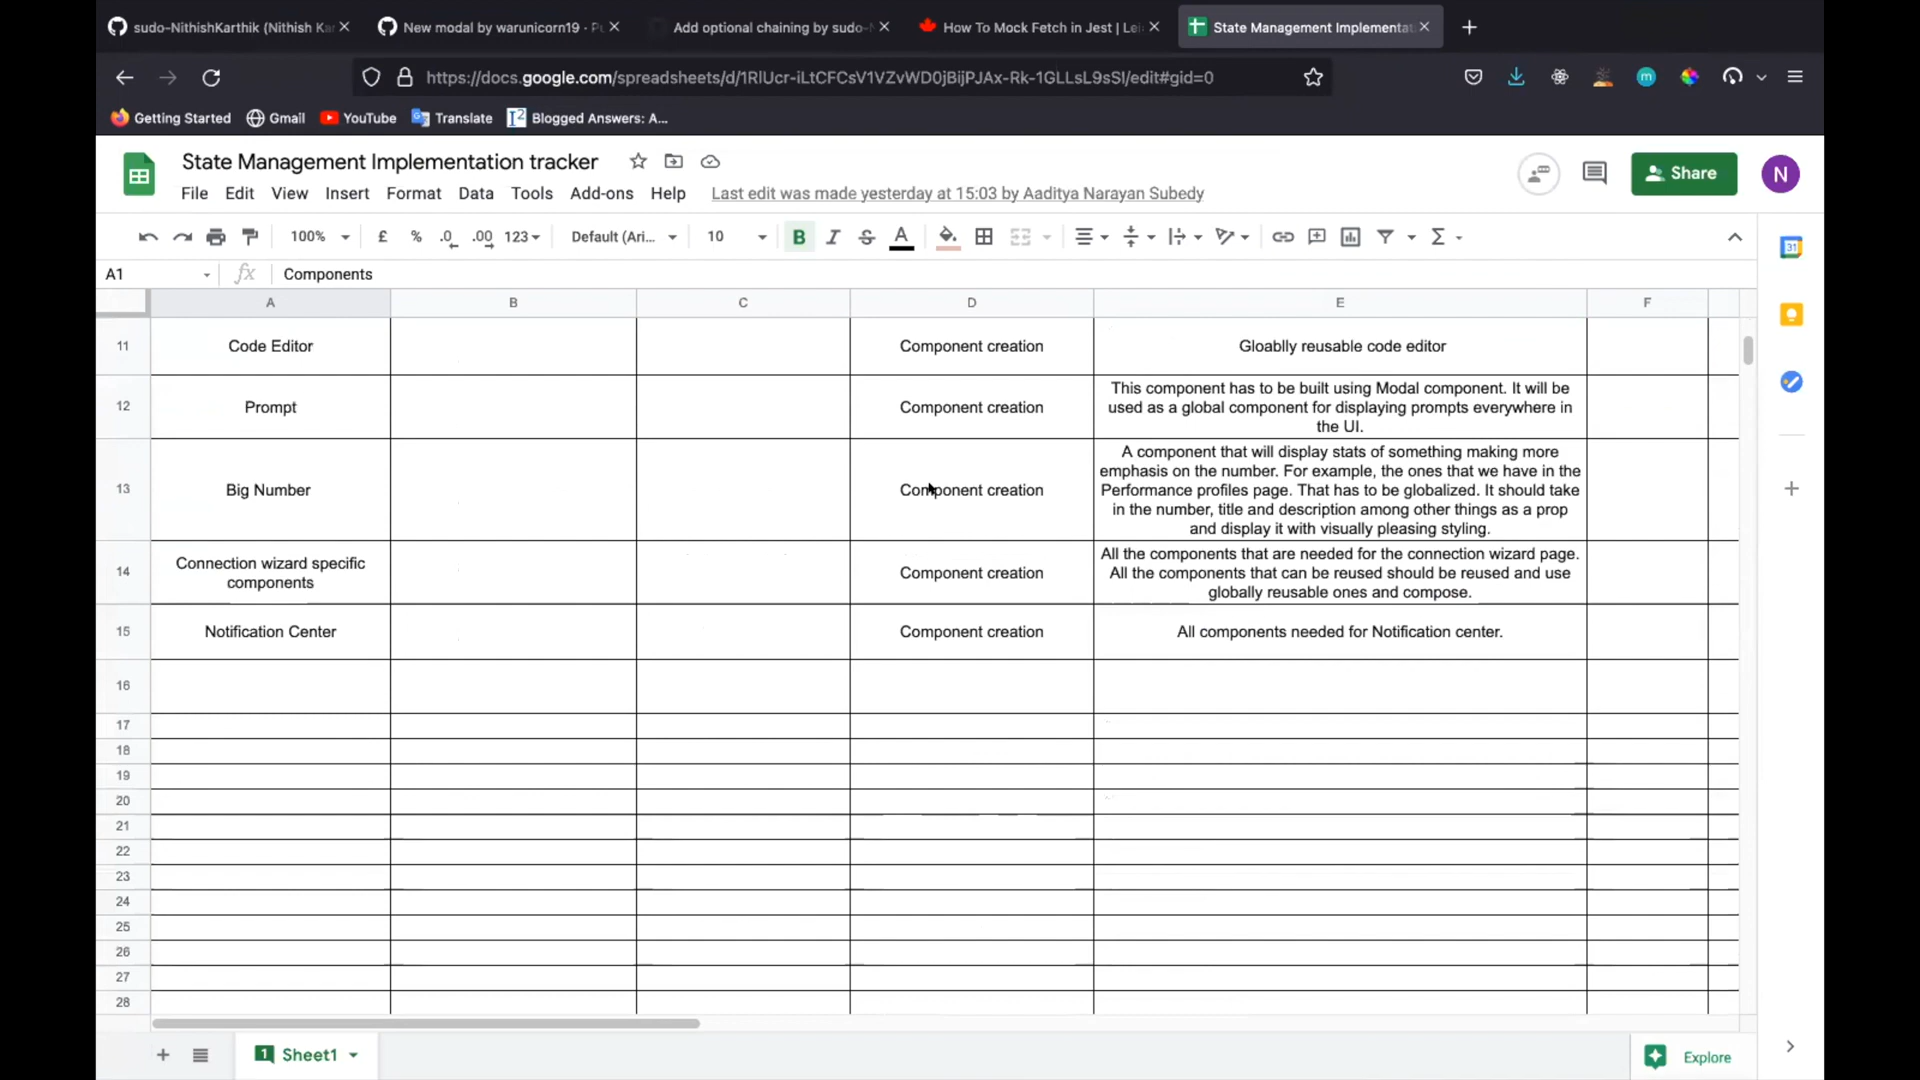 sudo-NithishKarthik (Nithish Ka
New modal by warunicorn19 · Pu
Add optional chaining by sudo-N
How To Mock Fetch in Jest | Lei
State Management Implementat
https://docs.google.com/spreadsheets/d/1RlUcr-iLtCFCsV1VZvWD0jBijPJAx-Rk-1GLLsL9sSI/edit#gid=0
Getting Started
Gmail
YouTube
Translate
Blogged Answers: A...
State Management Implementation tracker
Share
N
File Edit View Insert Format Data Tools Add-ons Help
Last edit was made yesterday at 15:03 by Aaditya Narayan Subedy
100% £ % .0 .00 123 Default (Ari... 10 B I S A
31
A1 fx Components
A B C D E F
11 Code Editor Component creation Gloablly reusable code editor
12 Prompt Component creation
This component has to be built using Modal component. It will be
used as a global component for displaying prompts everywhere in
the UI.
13 Big Number Component creation
A component that will display stats of something making more
emphasis on the number. For example, the ones that we have in the
Performance profiles page. That has to be globalized. It should take
in the number, title and description among other things as a prop
and display it with visually pleasing styling.
14
Connection wizard specific
components
Component creation
All the components that are needed for the connection wizard page.
All the components that can be reused should be reused and use
globally reusable ones and compose.
15 Notification Center Component creation All components needed for Notification center.
16
17
18
19
20
21
22
23
24
25
26
27
28
1 Sheet1
Explore